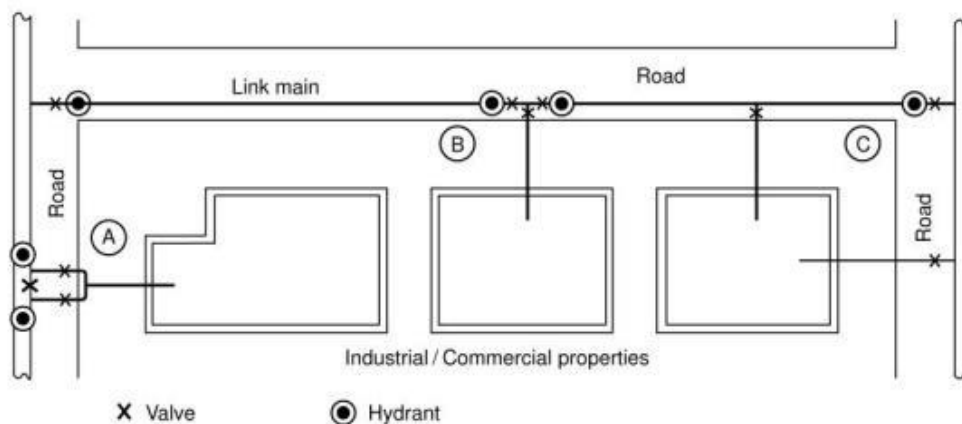 Road
Link main
B
C
Road
Road
A
Industrial / Commercial properties
X Valve
Hydrant